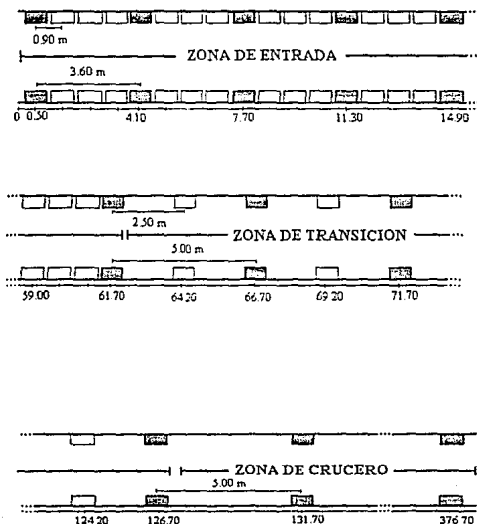 0.90 m
ZONA DE ENTRADA
3.60 m
0 0.50 4.10 7.70 11.30 14.90
2.50 m
ZONA DE TRANSICION
5.00 m
59.00 61.70 64.20 66.70 69.20 71.70
ZONA DE CRUCERO
5.00 m
124.20 126.70 131.70 376.70